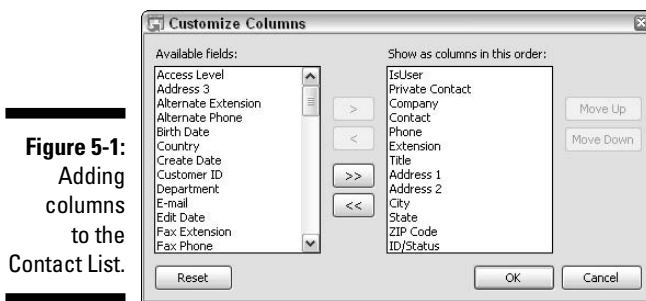 Customize Columns
Available fields:
Access Level
Address 3
Alternate Extension
Alternate Phone
Birth Date
Country
Create Date
Customer ID
Department
E-mail
Edit Date
Fax Extension
Fax Phone
>
<
>>
<<
Show as columns in this order:
IsUser
Private Contact
Company
Contact
Phone
Extension
Title
Address 1
Address 2
City
State
ZIP Code
ID/Status
Move Up
Move Down
Reset
OK
Cancel
Figure 5-1:
Adding
columns
to the
Contact List.